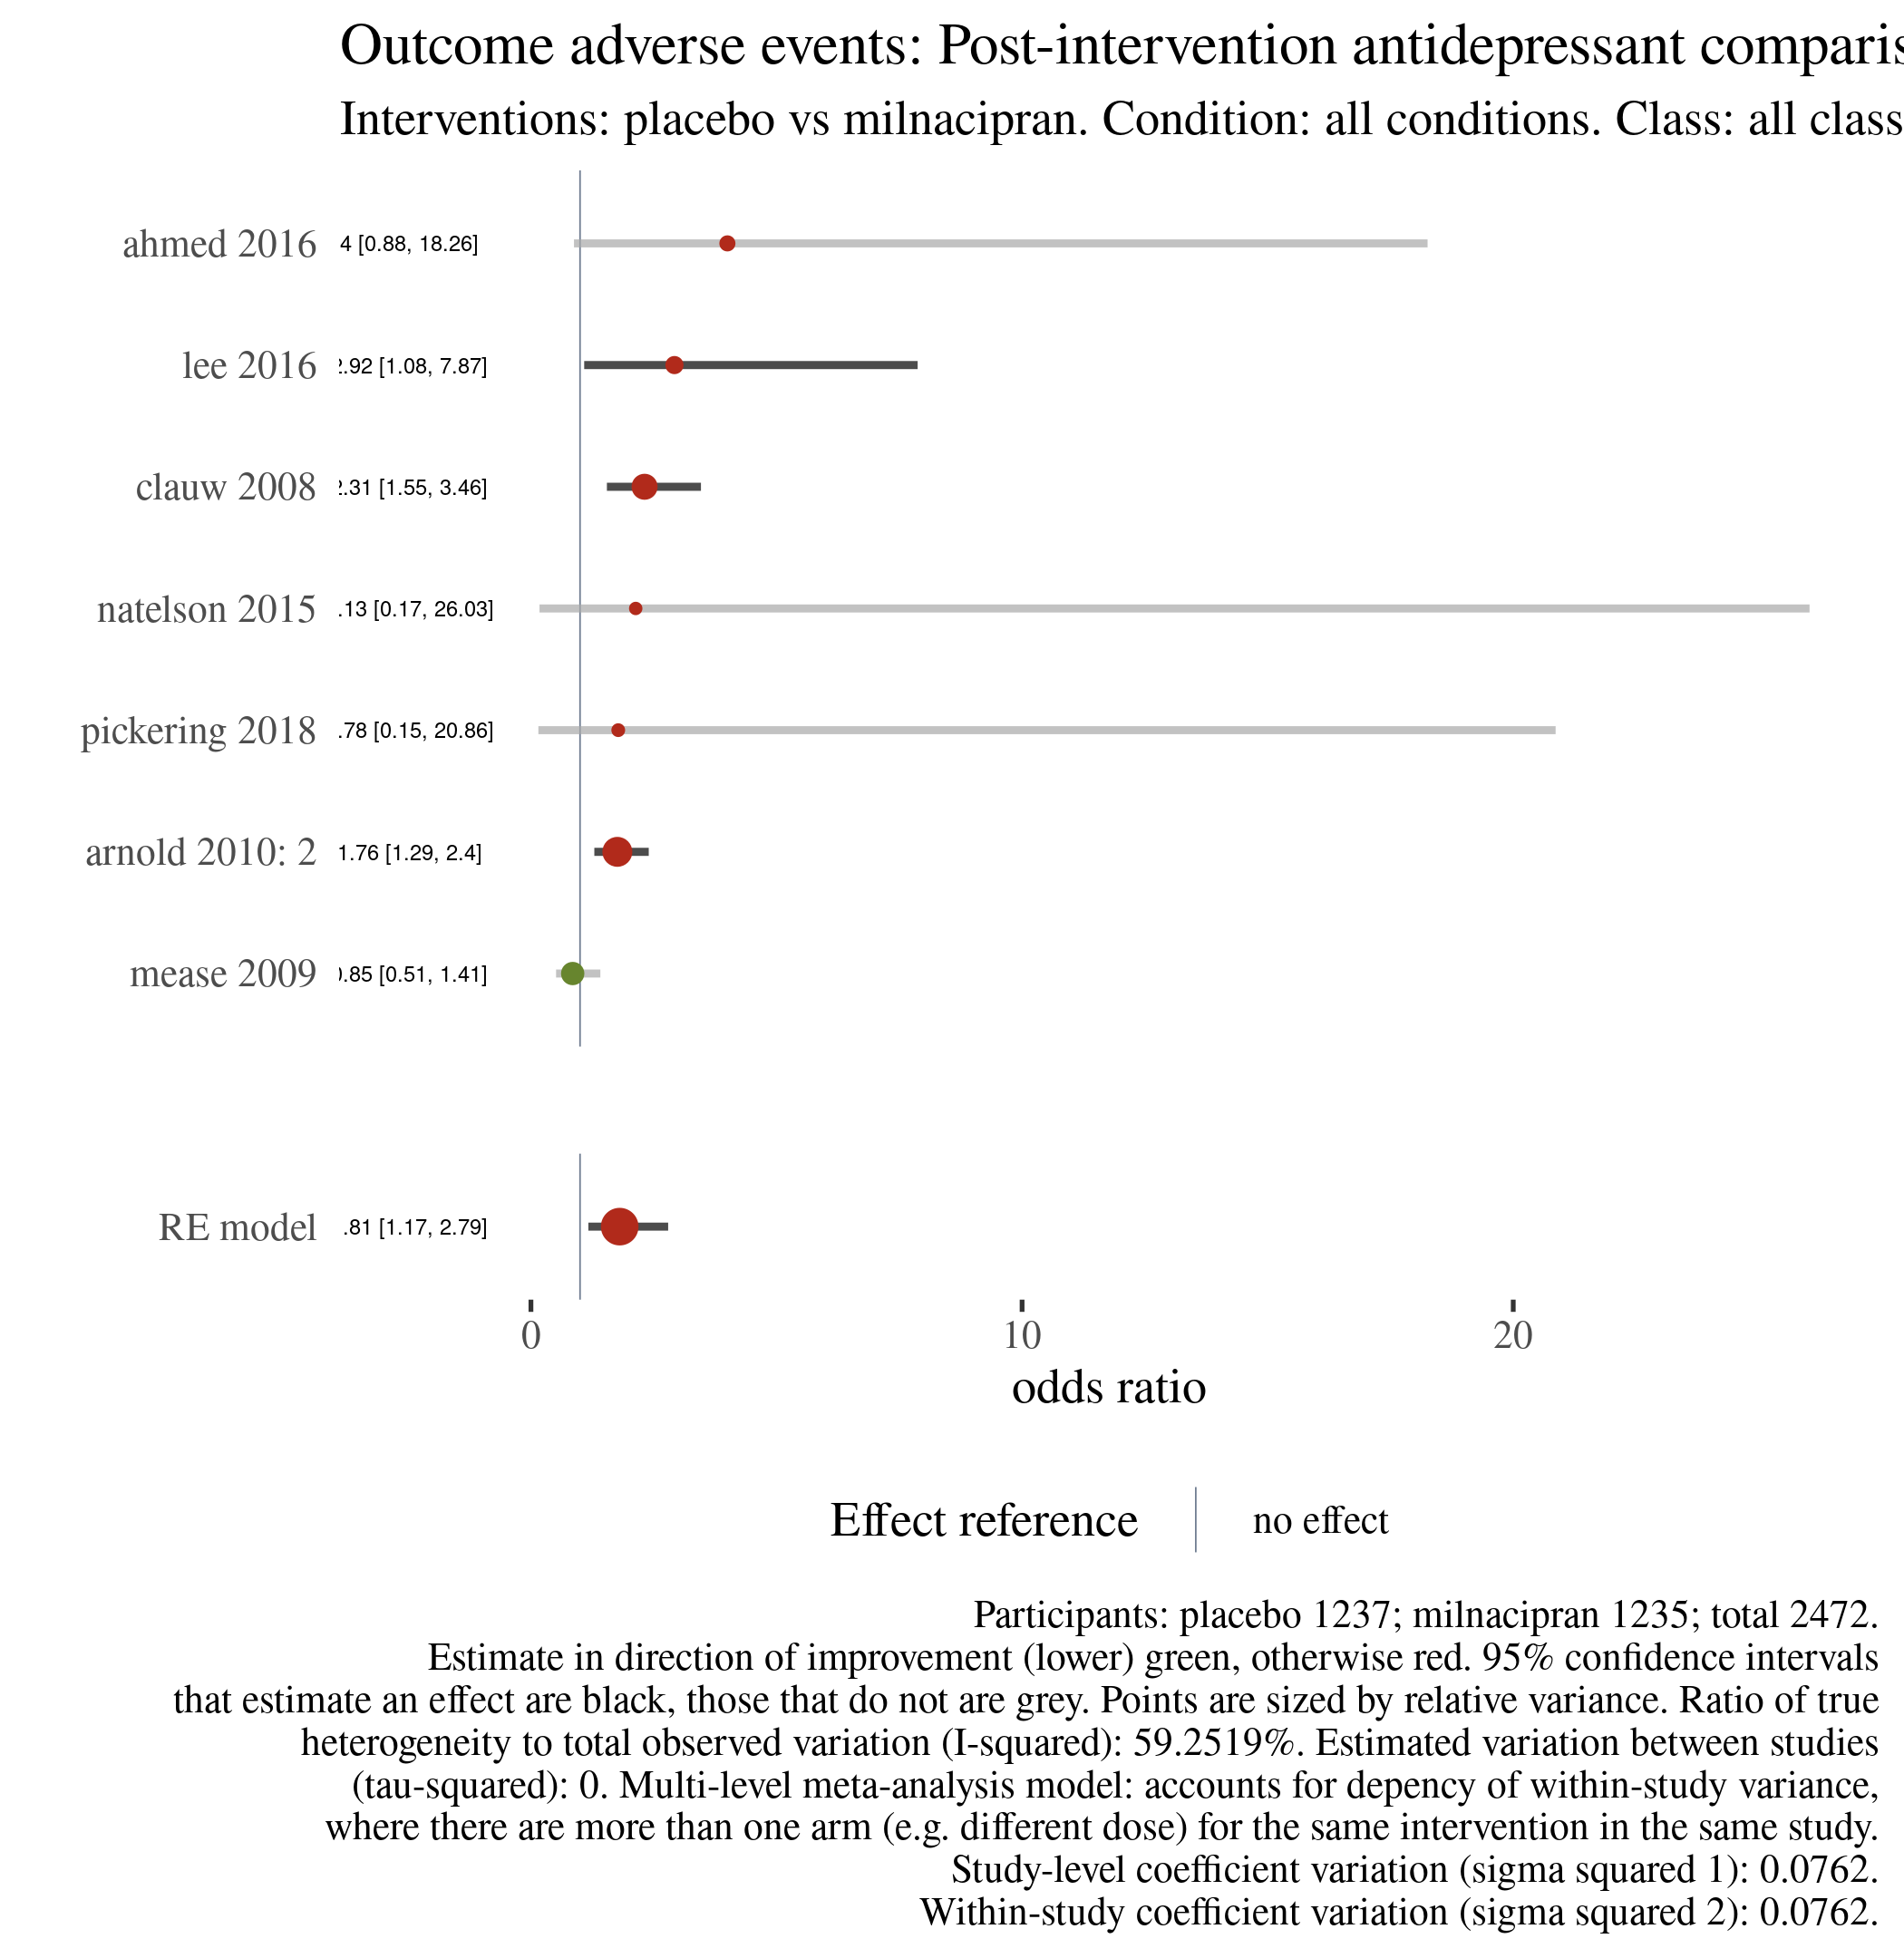 Outcome adverse events: Post-intervention antidepressant
Interventions: placebo vs milnacipran. Condition: all conditions. Class: all
ahmed 2016 4 [0.88, 18.26]
lee 2016 .92 [1.08, 7.87]
clauw 2008 .31 [1.55, 3.46]
natelson 2015 .13 [0.17, 26.03]
pickering 2018 .78 [0.15, 20.86]
arnold 2010: 2 1.76 [1.29, 2.4]
mease 2009 .85 [0.51, 1.41]
RE model .81 [1.17, 2.79]
0 10 20
odds ratio
Effect reference no effect
Participants: placebo 1237; milnacipran 1235; total 2472.
Estimate in direction of improvement (lower) green, otherwise red. 95% confidence intervals
that estimate an effect are black, those that do not are grey. Points are sized by relative variance. Ratio of true
heterogeneity to total observed variation (I-squared): 59.2519%. Estimated variation between studies
(tau-squared): 0. Multi-level meta-analysis model: accounts for depency of within-study variance,
where there are more than one arm (e.g. different dose) for the same intervention in the same study.
Study-level coefficient variation (sigma squared 1): 0.0762.
Within-study coefficient variation (sigma squared 2): 0.0762.